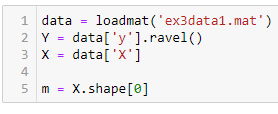 1 data = loadmat('ex3data1.mat')
2 Y = data['y'].ravel()
3 X = data['X']
4
5 m = X.shape[0]